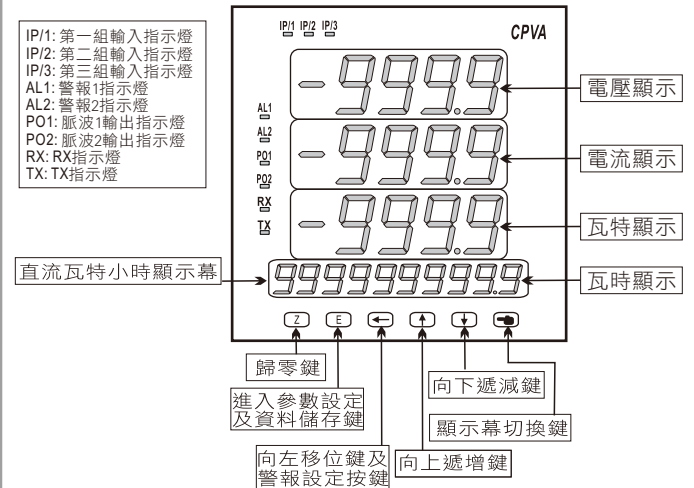 IP/1: 第一組輸入指示燈
IP/2: 第二組輸入指示燈
IP/3: 第三組輸入指示燈
AL1: 警報1指示燈
AL2: 警報2指示燈
PO1: 脈波1輸出指示燈
PO2: 脈波2輸出指示燈
RX: RX指示燈
TX: TX指示燈
IP/1 IP/2 IP/3
CPVA
-999.9
電壓顯示
AL1
AL2
PO1
PO2
RX
TX
-999.9
電流顯示
-999.9
瓦特顯示
直流瓦特小時顯示幕
999999999.9
瓦時顯示
Z
E
歸零鍵
進入參數設定
及資料儲存鍵
向左移位鍵及
警報設定按鍵
向上遞增鍵
向下遞減鍵
顯示幕切換鍵